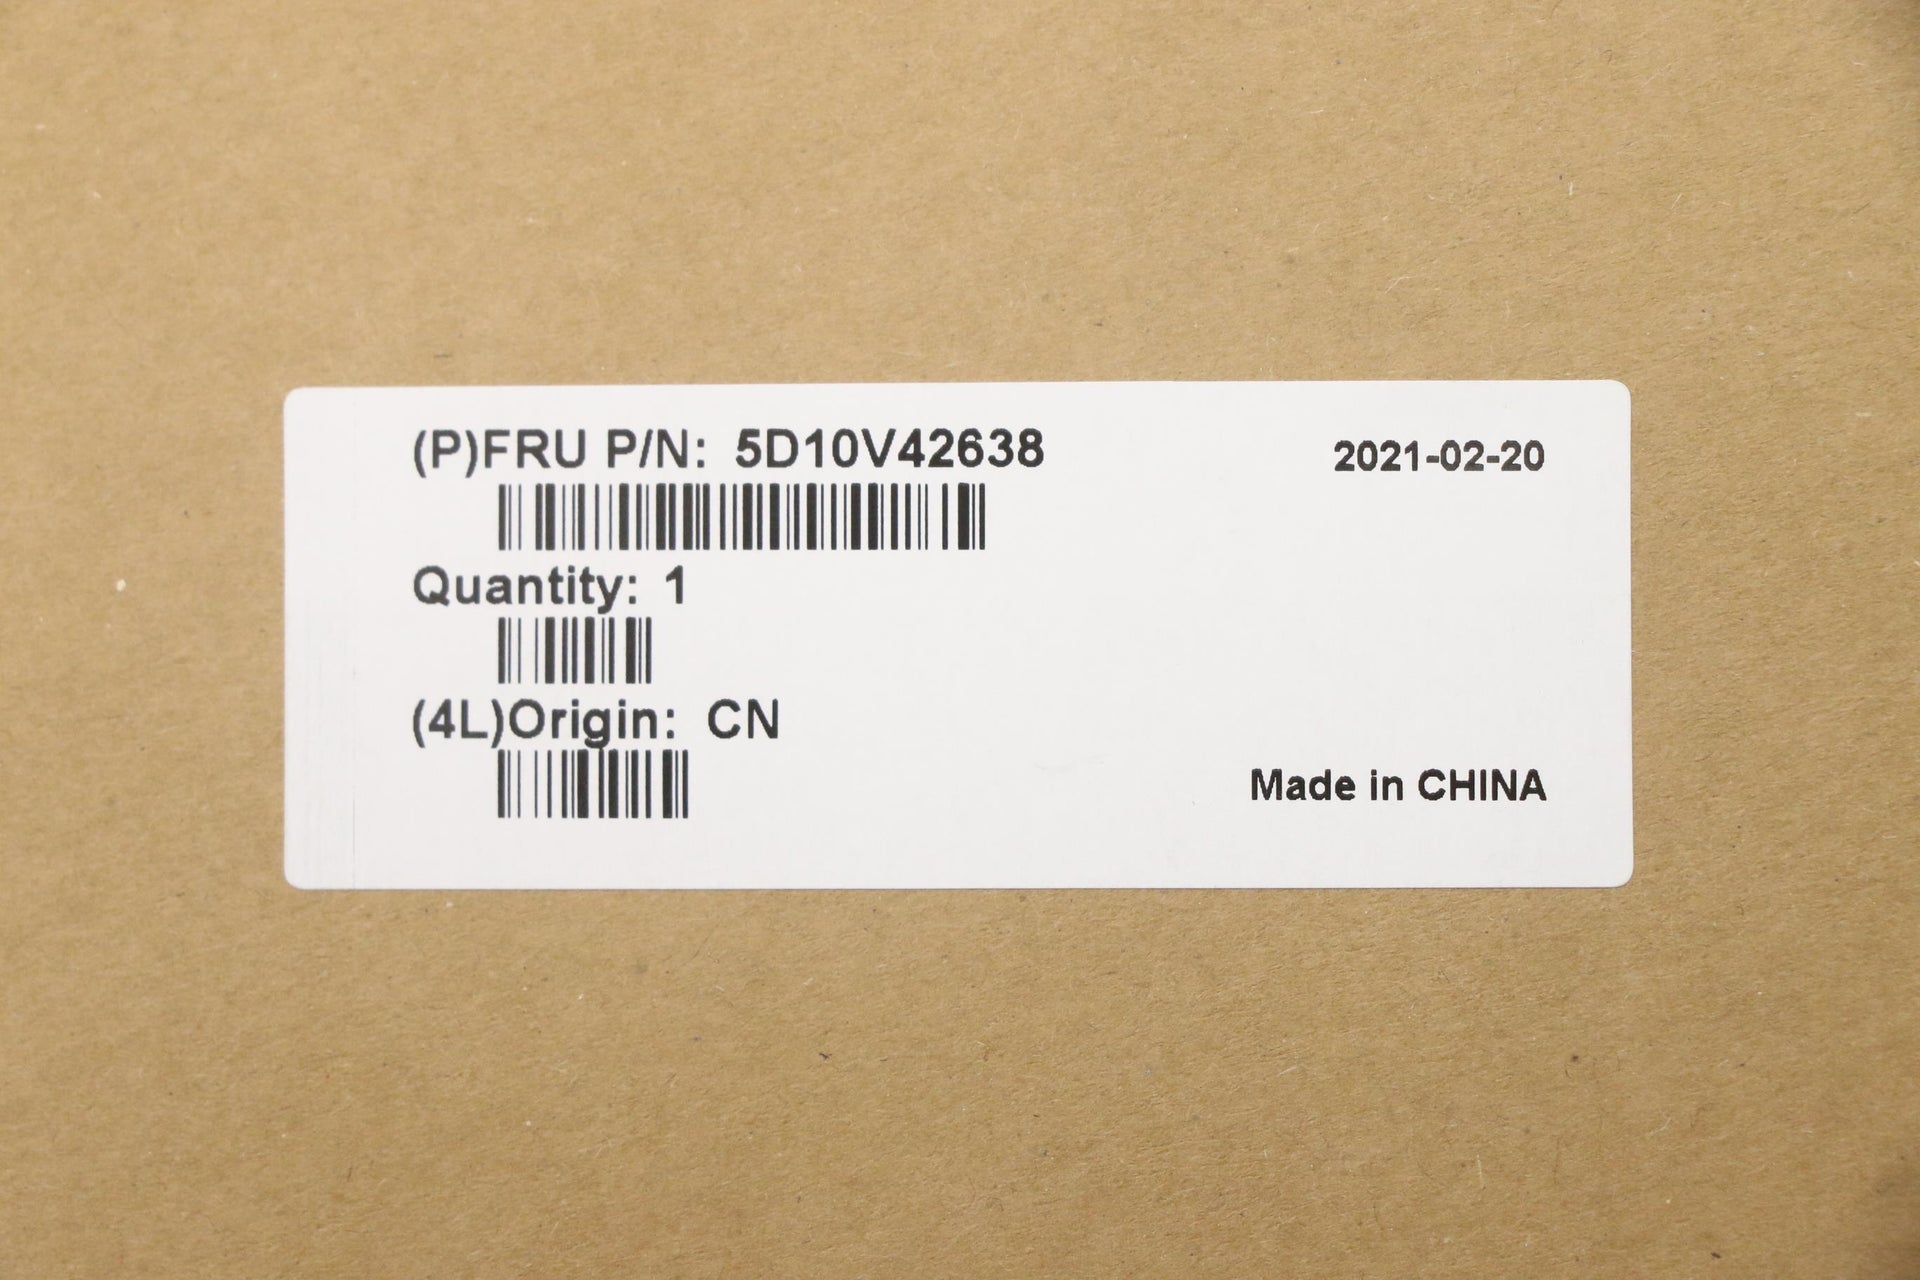 (P)FRU P/N: 5D10V42638
2021-02-20
Quantity: 1
(4L)Origin: CN
Made in CHINA